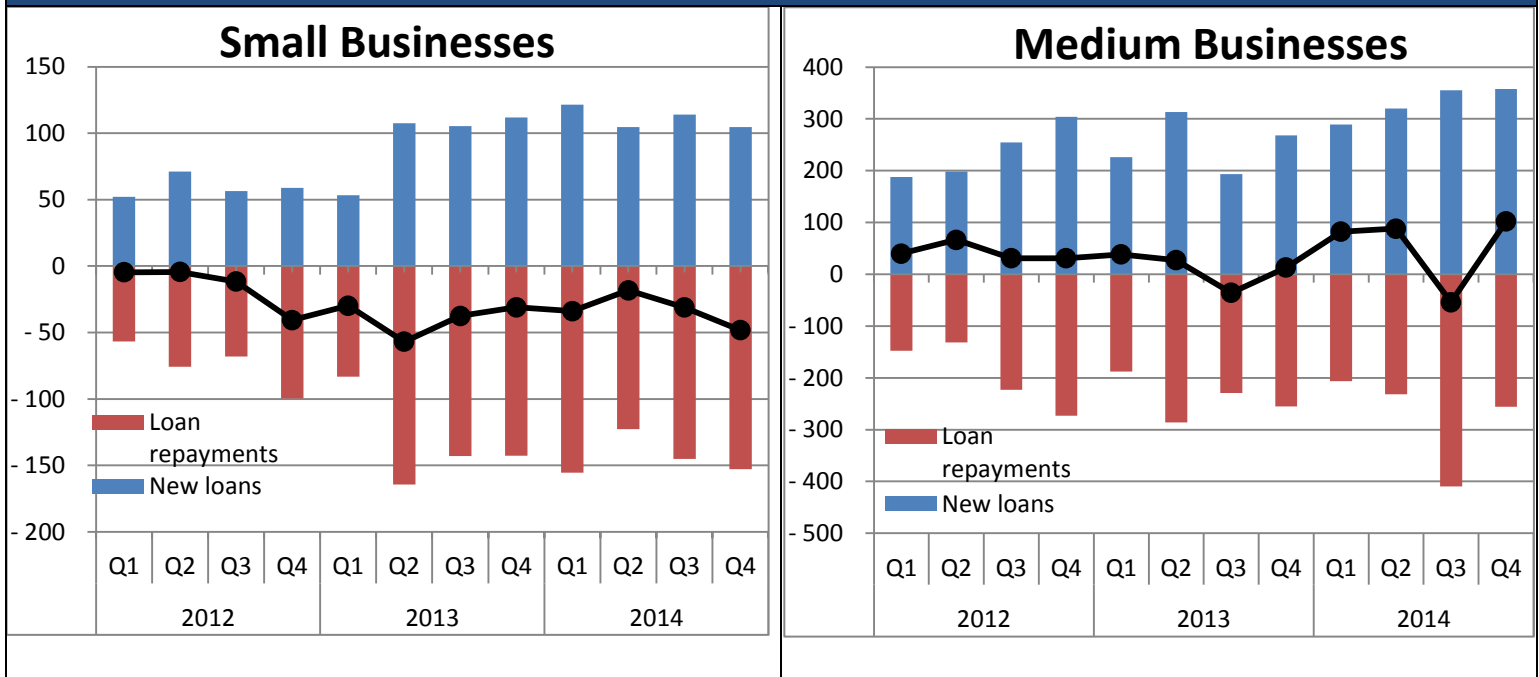 Small Businesses
150
100
50
0
- 50
- 100
- 150
- 200
Loan
repayments
New loans
Q1 Q2 Q3 Q4 Q1 Q2 Q3 Q4 Q1 Q2 Q3 Q4
2012 2013 2014
Medium Businesses
400
300
200
100
0
- 100
- 200
- 300
- 400
- 500
Loan
repayments
New loans
Q1 Q2 Q3 Q4 Q1 Q2 Q3 Q4 Q1 Q2 Q3 Q4
2012 2013 2014